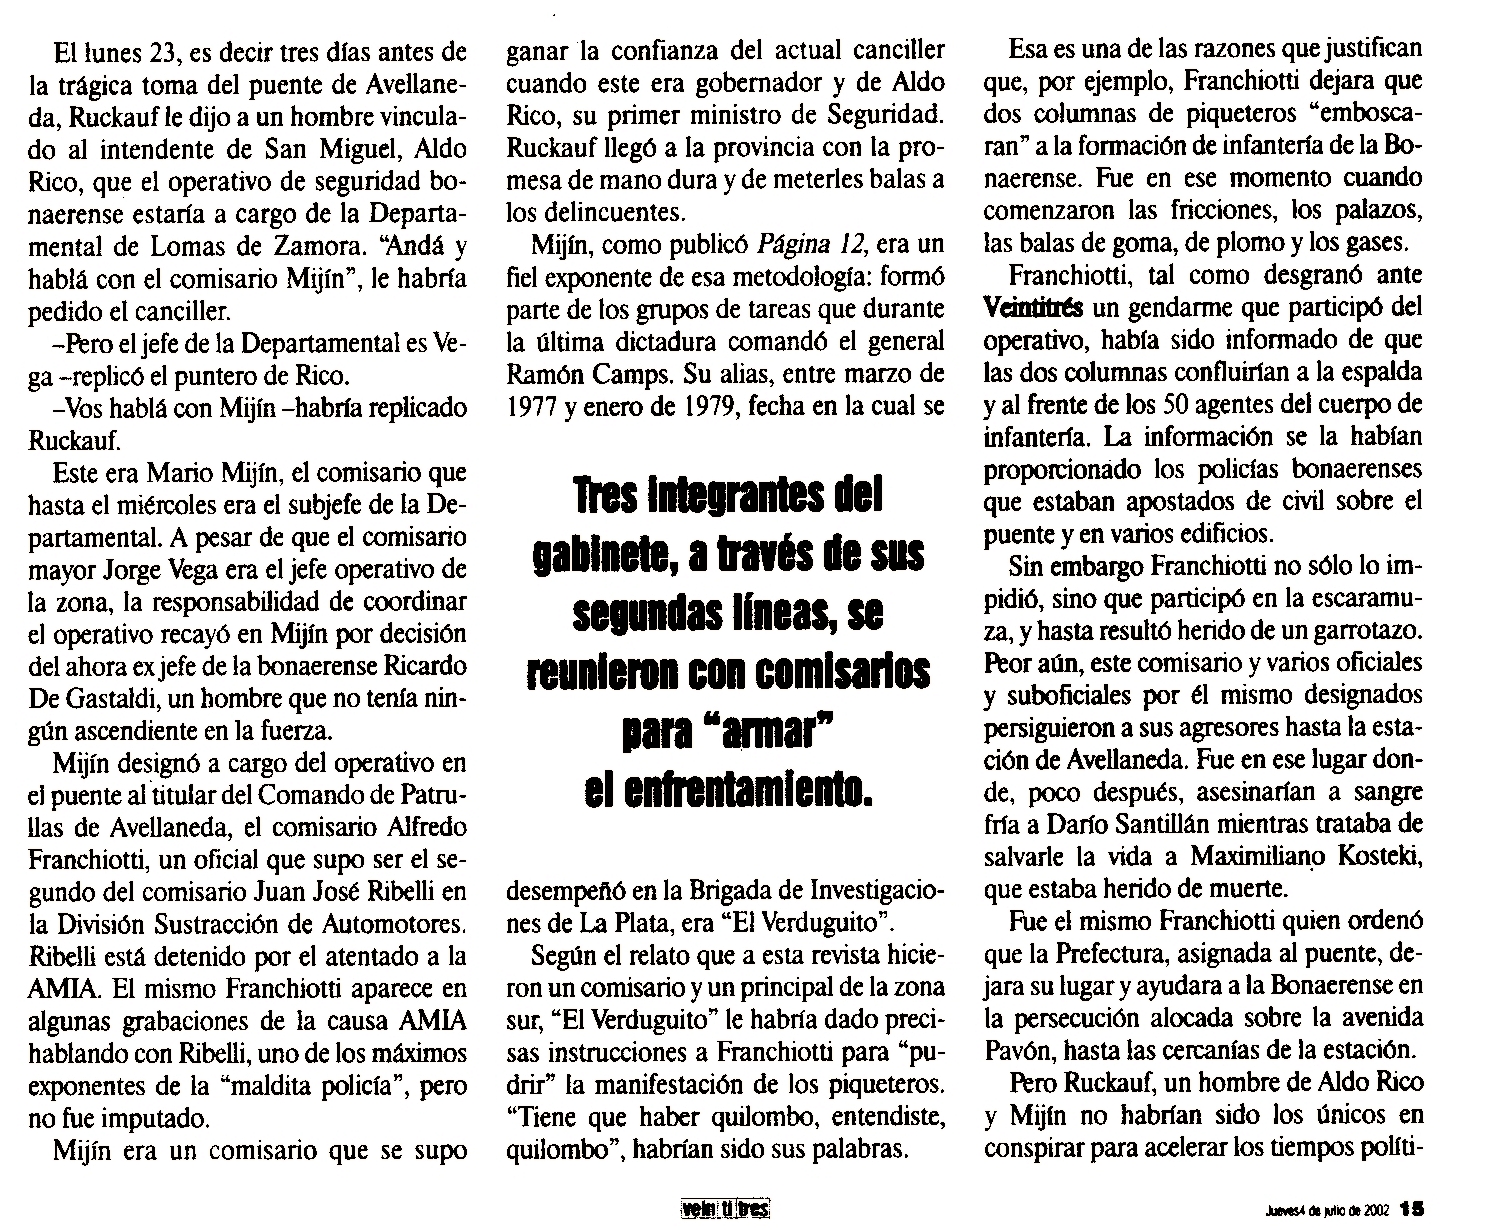 El lunes 23, es decir tres días antes de
la trágica toma del puente de Avellane-
da, Ruckauf le dijo a un hombre vincula-
do al intendente de San Miguel, Aldo
Rico, que el operativo de seguridad bo-
naerense estaría a cargo de la Departa-
mental de Lomas de Zamora. “Andá y
hablá con el comisario Mijín”, le habría
pedido el canciller.
–Pero el jefe de la Departamental es Ve-
ga –replicó el puntero de Rico.
–Vos hablá con Mijín –habría replicado
Ruckauf.
Este era Mario Mijín, el comisario que
hasta el miércoles era el subjefe de la De-
partamental. A pesar de que el comisario
mayor Jorge Vega era el jefe operativo de
la zona, la responsabilidad de coordinar
el operativo recayó en Mijín por decisión
del ahora ex jefe de la bonaerense Ricardo
De Gastaldi, un hombre que no tenía nin-
gún ascendiente en la fuerza.
Mijín designó a cargo del operativo en
el puente al titular del Comando de Patru-
llas de Avellaneda, el comisario Alfredo
Franchiotti, un oficial que supo ser el se-
gundo del comisario Juan José Ribelli en
la División Sustracción de Automotores.
Ribelli está detenido por el atentado a la
AMIA. El mismo Franchiotti aparece en
algunas grabaciones de la causa AMIA
hablando con Ribelli, uno de los máximos
exponentes de la “maldita policía”, pero
no fue imputado.
Mijín era un comisario que se supo
ganar la confianza del actual canciller
cuando este era gobernador y de Aldo
Rico, su primer ministro de Seguridad.
Ruckauf llegó a la provincia con la pro-
mesa de mano dura y de meterles balas a
los delincuentes.
Mijín, como publicó Página 12, era un
fiel exponente de esa metodología: formó
parte de los grupos de tareas que durante
la última dictadura comandó el general
Ramón Camps. Su alias, entre marzo de
1977 y enero de 1979, fecha en la cual se
Tres integrantes del
gabinete, a través de sus
segundas líneas, se
reunieron con comisarios
para “armar”
el enfrentamiento.
desempeñó en la Brigada de Investigacio-
nes de La Plata, era “El Verduguito”.
Según el relato que a esta revista hicie-
ron un comisario y un principal de la zona
sur, “El Verduguito” le habría dado preci-
sas instrucciones a Franchiotti para “pu-
drir” la manifestación de los piqueteros.
“Tiene que haber quilombo, entendiste,
quilombo”, habrían sido sus palabras.
Esa es una de las razones que justifican
que, por ejemplo, Franchiotti dejara que
dos columnas de piqueteros “embosca-
ran” a la formación de infantería de la Bo-
naerense. Fue en ese momento cuando
comenzaron las fricciones, los palazos,
las balas de goma, de plomo y los gases.
Franchiotti, tal como desgranó ante
Veintitrés un gendarme que participó del
operativo, había sido informado de que
las dos columnas confluirían a la espalda
y al frente de los 50 agentes del cuerpo de
infantería. La información se la habían
proporcionado los policías bonaerenses
que estaban apostados de civil sobre el
puente y en varios edificios.
Sin embargo Franchiotti no sólo lo im-
pidió, sino que participó en la escaramu-
za, y hasta resultó herido de un garrotazo.
Peor aún, este comisario y varios oficiales
y suboficiales por él mismo designados
persiguieron a sus agresores hasta la esta-
ción de Avellaneda. Fue en ese lugar don-
de, poco después, asesinarían a sangre
fría a Darío Santillán mientras trataba de
salvarle la vida a Maximiliano Kosteki,
que estaba herido de muerte.
Fue el mismo Franchiotti quien ordenó
que la Prefectura, asignada al puente, de-
jara su lugar y ayudara a la Bonaerense en
la persecución alocada sobre la avenida
Pavón, hasta las cercanías de la estación.
Pero Ruckauf, un hombre de Aldo Rico
y Mijín no habrían sido los únicos en
conspirar para acelerar los tiempos políti-
vein ti tres
Jueves 4 de julio de 2002 15